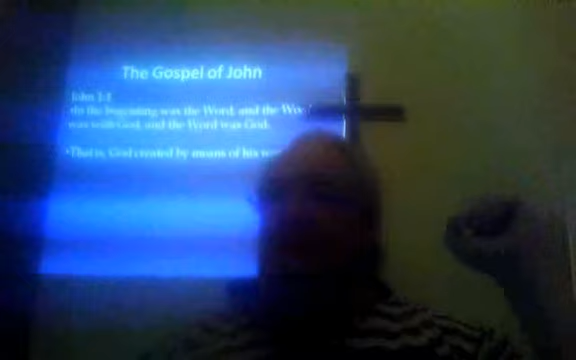 The Gospel of John
John 1:1
•In the beginning was the Word, and the Wo
was with God, and the Word was God.
•That is, God created by means of his w